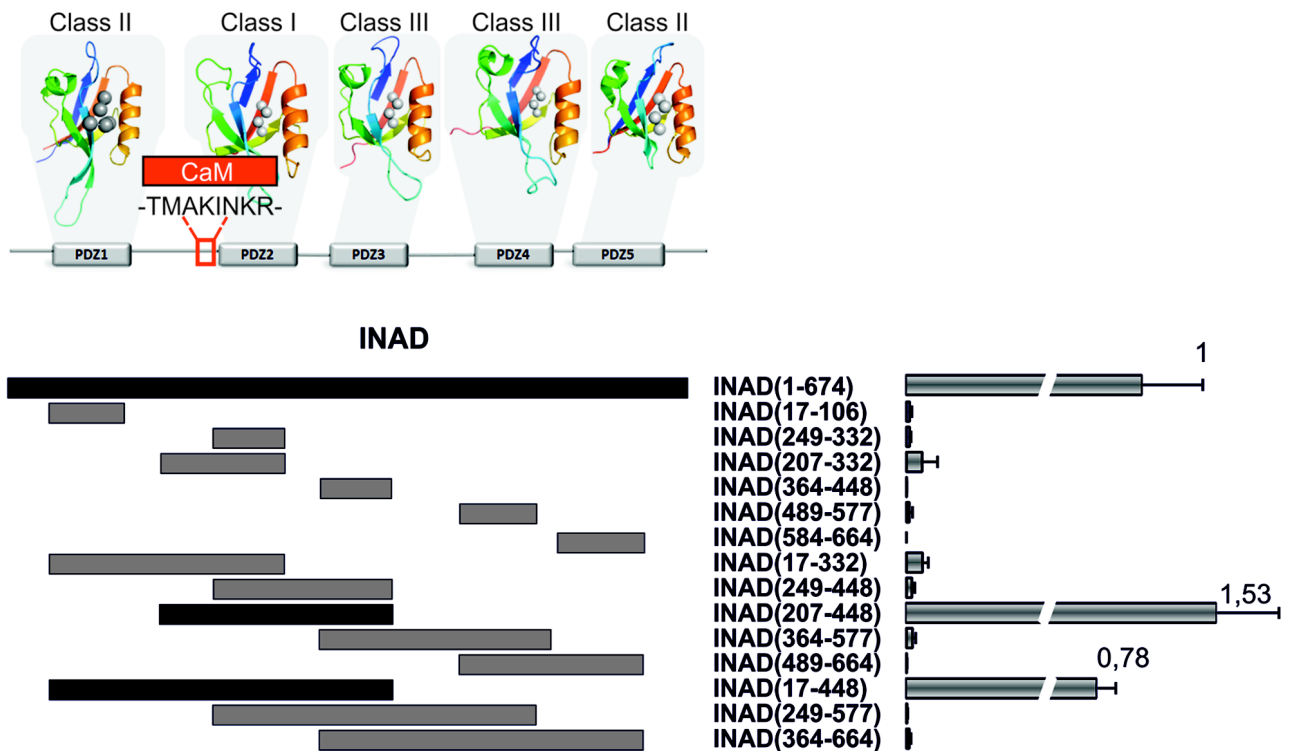 Class II Class I Class III Class III Class II
CaM
-TMAKINKR-
PDZ1 PDZ2 PDZ3 PDZ4 PDZ5
INAD
1
INAD(1-674)
INAD(17-106)
INAD(249-332)
INAD(207-332)
INAD(364-448)
INAD(489-577)
INAD(584-664)
INAD(17-332)
INAD(249-448)
INAD(207-448) 1,53
INAD(364-577)
INAD(489-664) 0,78
INAD(17-448)
INAD(249-577)
INAD(364-664)